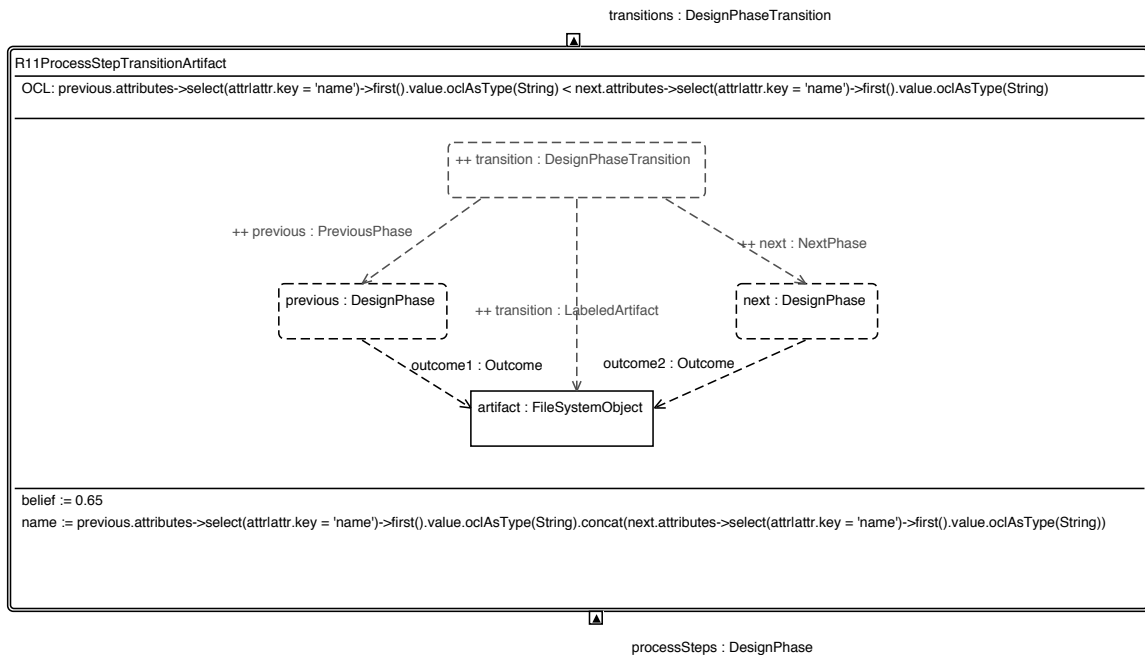 transitions : DesignPhaseTransition
R11ProcessStepTransitionArtifact
OCL: previous.attributes->select(attr|attr.key = 'name')->first().value.oclAsType(String) < next.attributes->select(attr|attr.key = 'name')->first().value.oclAsType(String)
++ transition : DesignPhaseTransition
++ previous : PreviousPhase
++ next : NextPhase
previous : DesignPhase
next : DesignPhase
++ transition : LabeledArtifact
outcome1 : Outcome
outcome2 : Outcome
artifact : FileSystemObject
belief := 0.65
name := previous.attributes->select(attr|attr.key = 'name')->first().value.oclAsType(String).concat(next.attributes->select(attr|attr.key = 'name')->first().value.oclAsType(String))
processSteps : DesignPhase